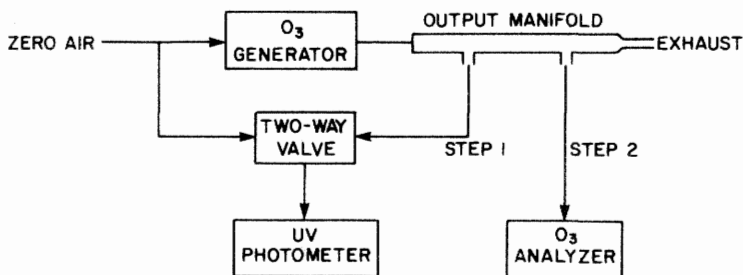 OUTPUT MANIFOLD
ZERO AIR
O3
GENERATOR
EXHAUST
TWO-WAY
VALVE
STEP 1
STEP 2
UV
PHOTOMETER
O3
ANALYZER